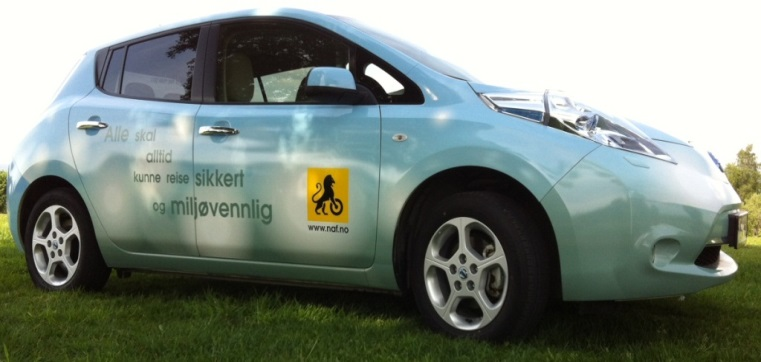 Alle skal
alltid
kunne reise sikkert
og miljøvennlig
www.naf.no